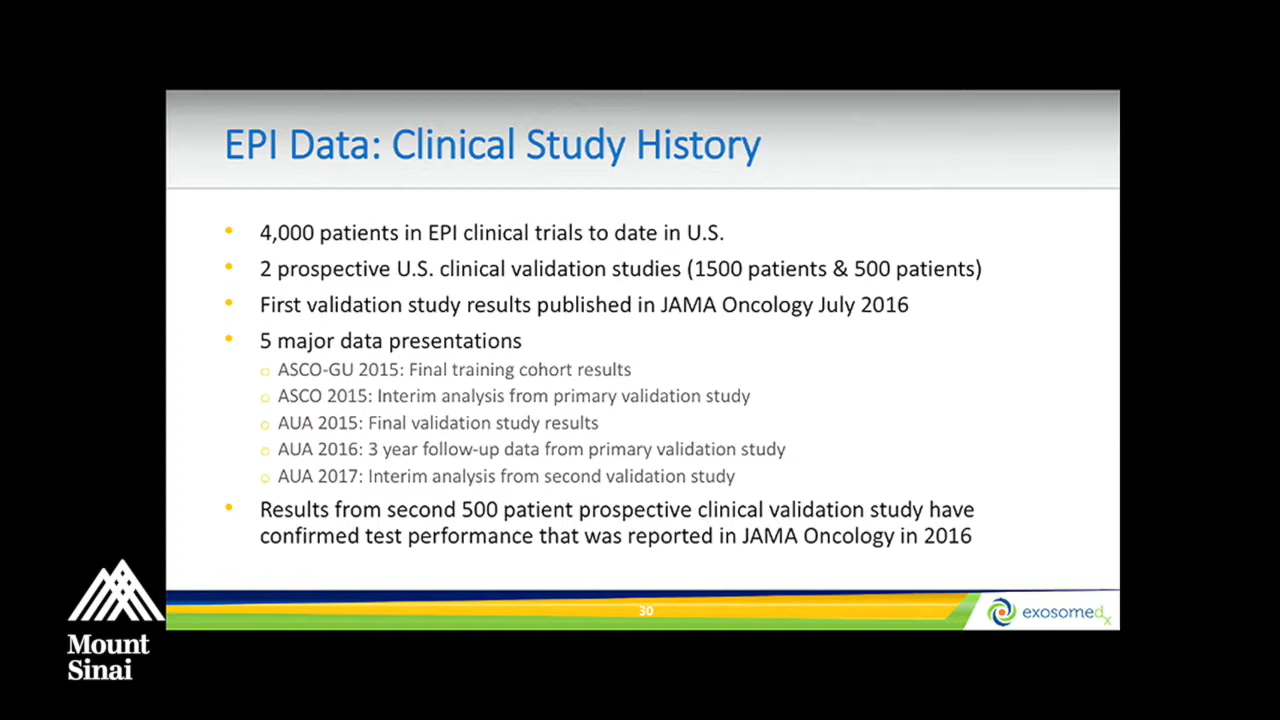 EPI Data: Clinical Study History
• 4,000 patients in EPI clinical trials to date in U.S.
• 2 prospective U.S. clinical validation studies (1500 patients & 500 patients)
• First validation study results published in JAMA Oncology July 2016
• 5 major data presentations
o ASCO-GU 2015: Final training cohort results
o ASCO 2015: Interim analysis from primary validation study
o AUA 2015: Final validation study results
o AUA 2016: 3 year follow-up data from primary validation study
o AUA 2017: Interim analysis from second validation study
• Results from second 500 patient prospective clinical validation study have
confirmed test performance that was reported in JAMA Oncology in 2016
30
exosomedx
Mount
Sinai